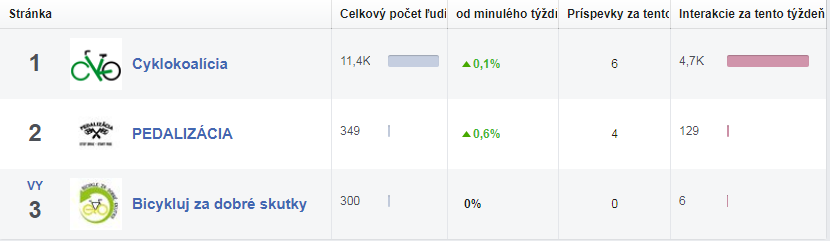 Stránka Celkový počet ľudí od minulého týžd Príspevky za tento Interakcie za tento týždeň
1 Cyklokoalícia 11,4K 0,1% 6 4,7K
2 PEDALIZÁCIA PEDALIZÁCIA 349 0,6% 4 129
VY
3 Bicykluj za dobré skutky 300 0% 0 6